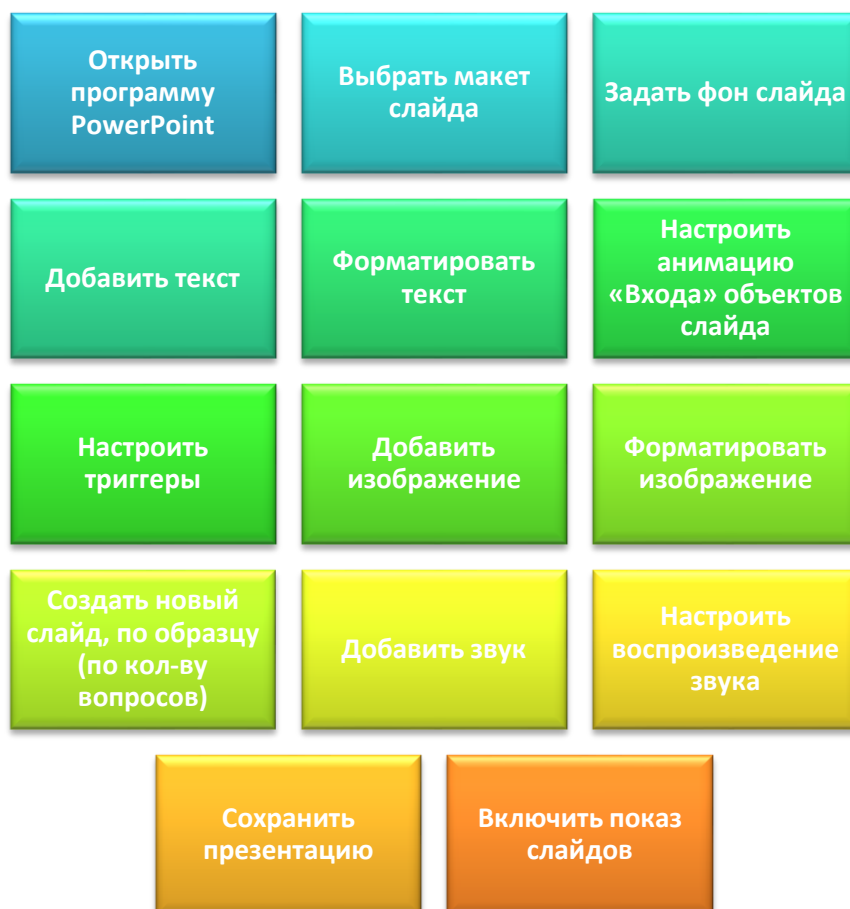 Открыть
программу
PowerPoint
Выбрать макет
слайда
Задать фон слайда
Добавить текст
Форматировать
текст
Настроить
анимацию
«Входа» объектов
слайда
Настроить
триггеры
Добавить
изображение
Форматировать
изображение
Создать новый
слайд, по образцу
(по кол-ву
вопросов)
Добавить звук
Настроить
воспроизведение
звука
Сохранить
презентацию
Включить показ
слайдов